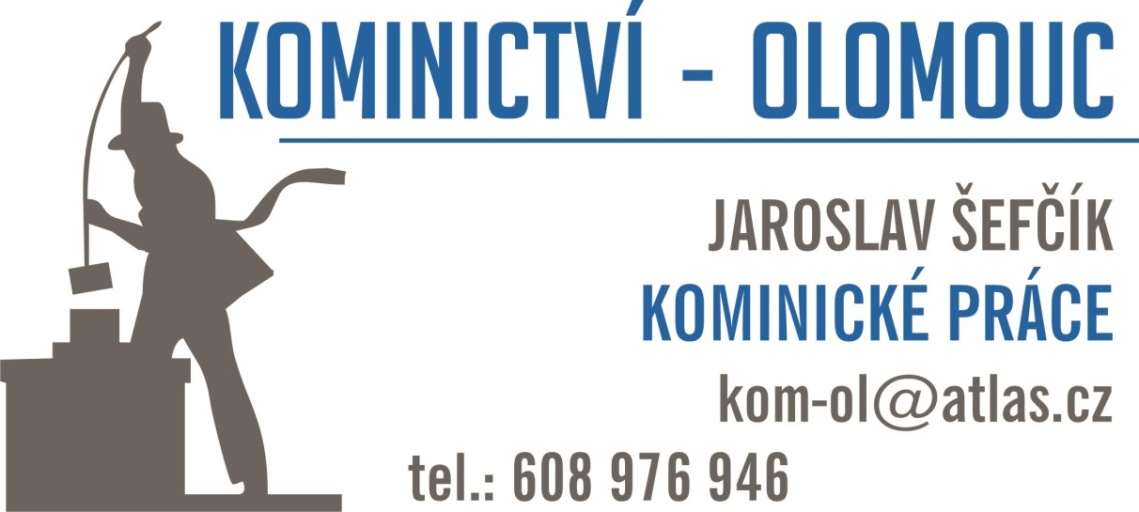 KOMINICTVÍ - OLOMOUC
JAROSLAV ŠEFČÍK
KOMINICKÉ PRÁCE
kom-ol@atlas.cz
tel.: 608 976 946